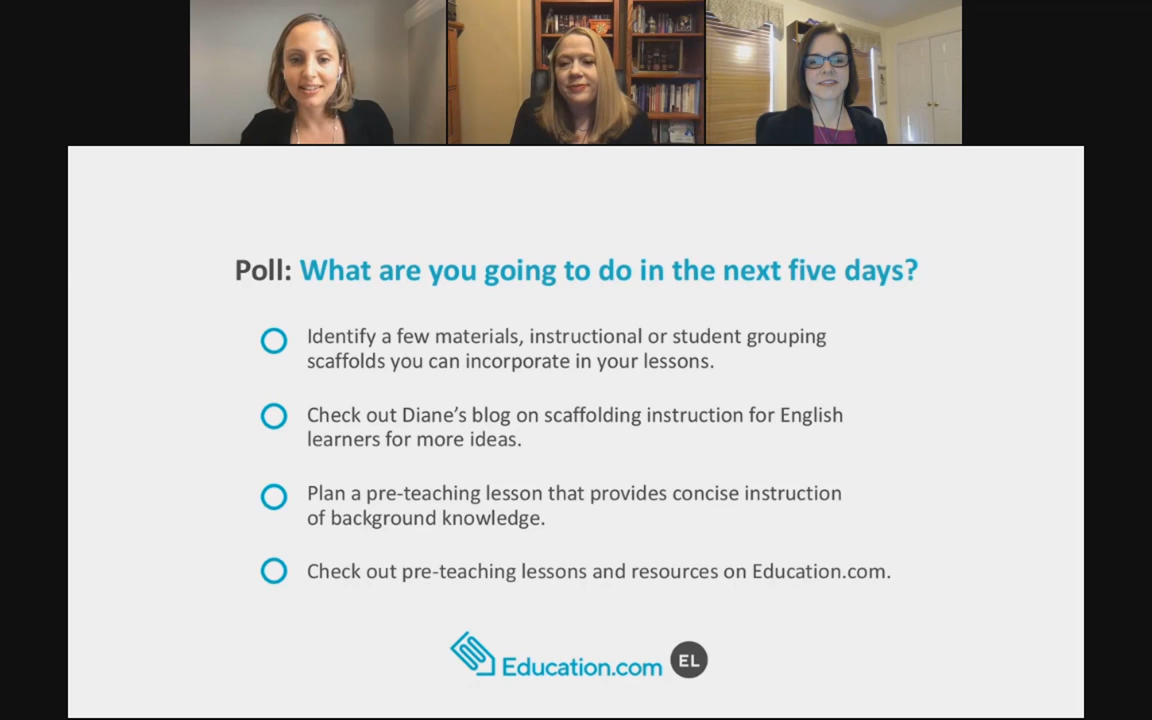 Poll: What are you going to do in the next five days?
Identify a few materials, instructional or student grouping
scaffolds you can incorporate in your lessons.
Check out Diane’s blog on scaffolding instruction for English
learners for more ideas.
Plan a pre-teaching lesson that provides concise instruction
of background knowledge.
Check out pre-teaching lessons and resources on Education.com.
Education.com EL